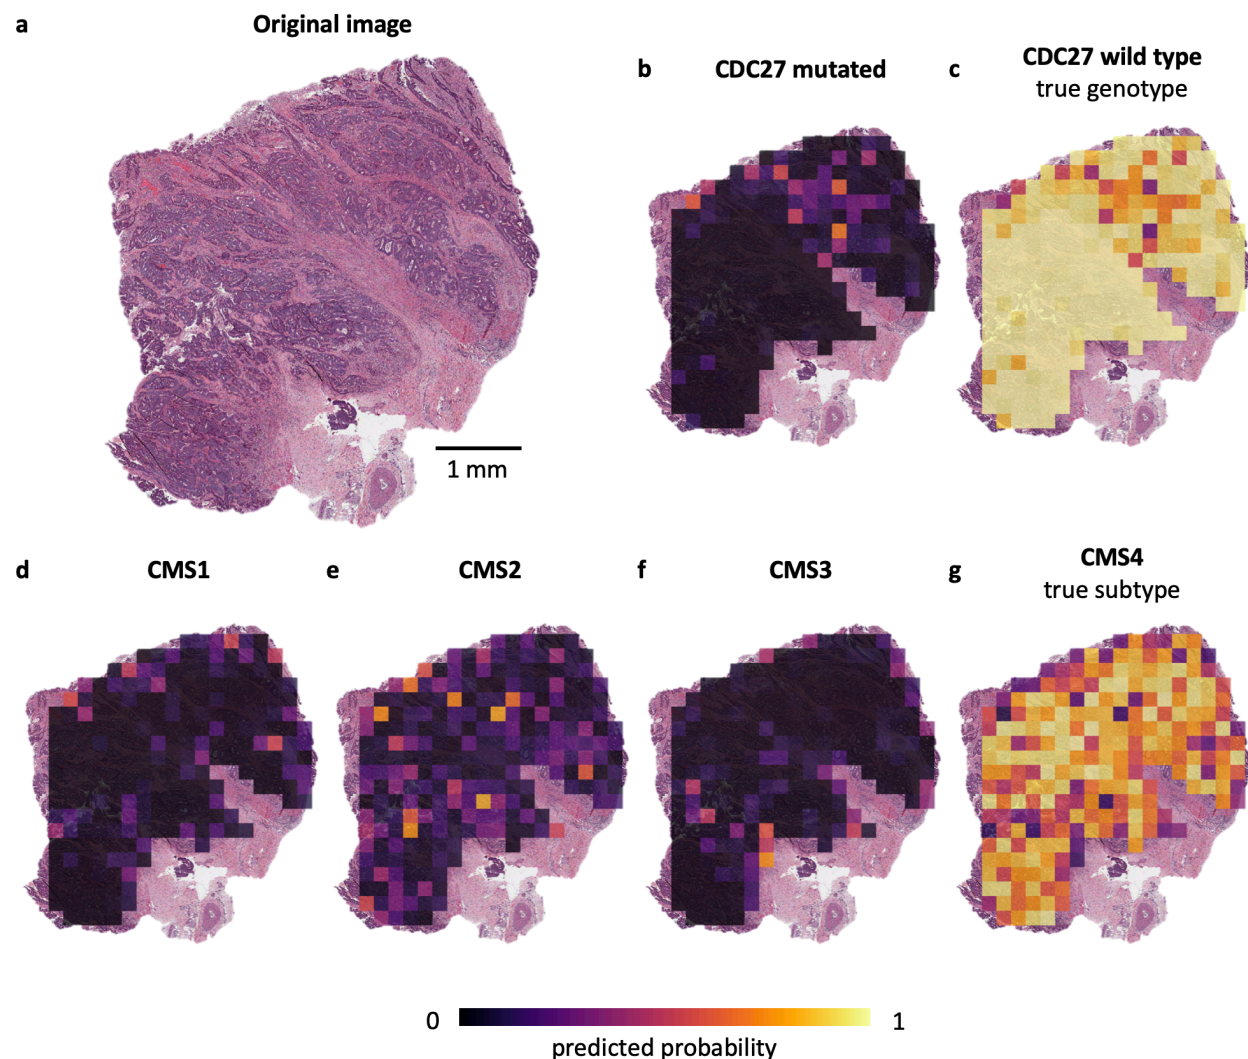 a
Original image
b
CDC27 mutated
c
CDC27 wild type
true genotype
1 mm
d
CMS1
e
CMS2
f
CMS3
g
CMS4
true subtype
0
1
predicted probability